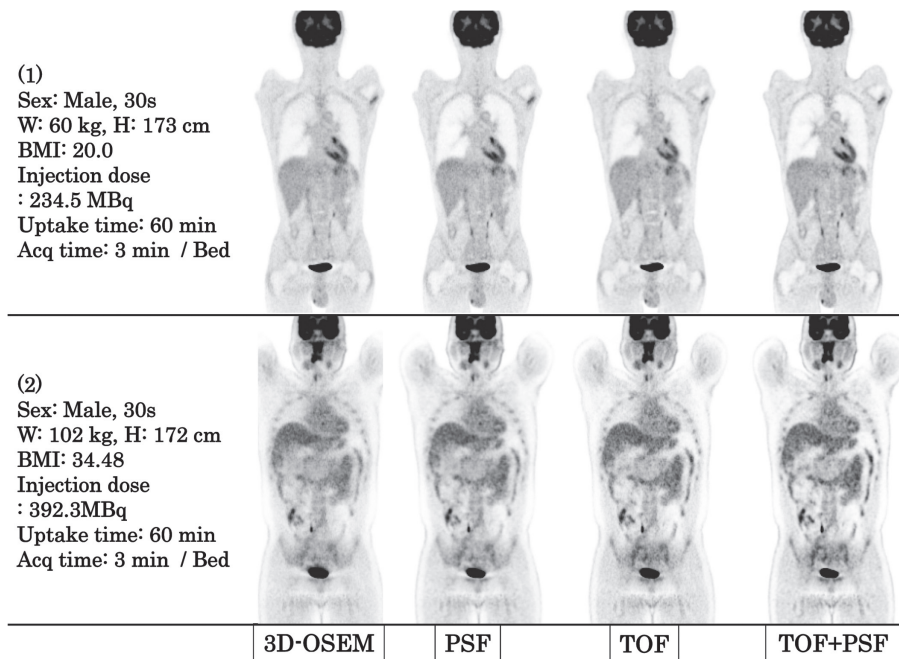 (1)
Sex: Male, 30s
W: 60 kg, H: 173 cm
BMI: 20.0
Injection dose
: 234.5 MBq
Uptake time: 60 min
Acq time: 3 min / Bed
(2)
Sex: Male, 30s
W: 102 kg, H: 172 cm
BMI: 34.48
Injection dose
: 392.3MBq
Uptake time: 60 min
Acq time: 3 min / Bed
3D-OSEM PSF TOF TOF+PSF